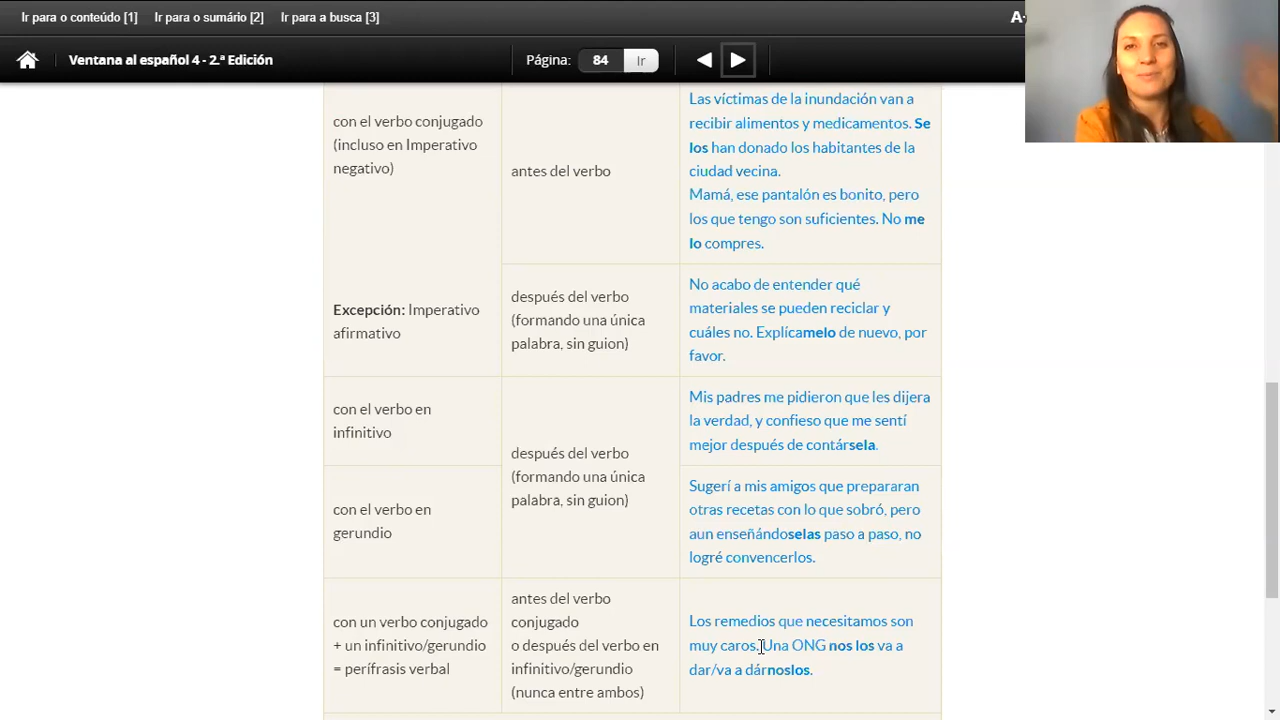 Ir para o conteúdo [1] Ir para o sumário [2] Ir para a busca [3] A-
Ventana al español 4 - 2.ª Edición
Página: 84 Ir
con el verbo conjugado
(incluso en Imperativo
negativo)
antes del verbo
Las víctimas de la inundación van a
recibir alimentos y medicamentos. Se
los han donado los habitantes de la
ciudad vecina.
Mamá, ese pantalón es bonito, pero
los que tengo son suficientes. No me
lo compres.
Excepción: Imperativo
afirmativo
después del verbo
(formando una única
palabra, sin guion)
No acabo de entender qué
materiales se pueden reciclar y
cuáles no. Explícamelo de nuevo, por
favor.
con el verbo en
infinitivo
después del verbo
(formando una única
palabra, sin guion)
Mis padres me pidieron que les dijera
la verdad, y confieso que me sentí
mejor después de contársela.
con el verbo en
gerundio
Sugerí a mis amigos que prepararan
otras recetas con lo que sobró, pero
aun enseñándoselas paso a paso, no
logré convencerlos.
con un verbo conjugado
+ un infinitivo/gerundio
= perífrasis verbal
antes del verbo
conjugado
o después del verbo en
infinitivo/gerundio
(nunca entre ambos)
Los remedios que necesitamos son
muy caros. Una ONG nos los va a
dar/va a dárnoslos.